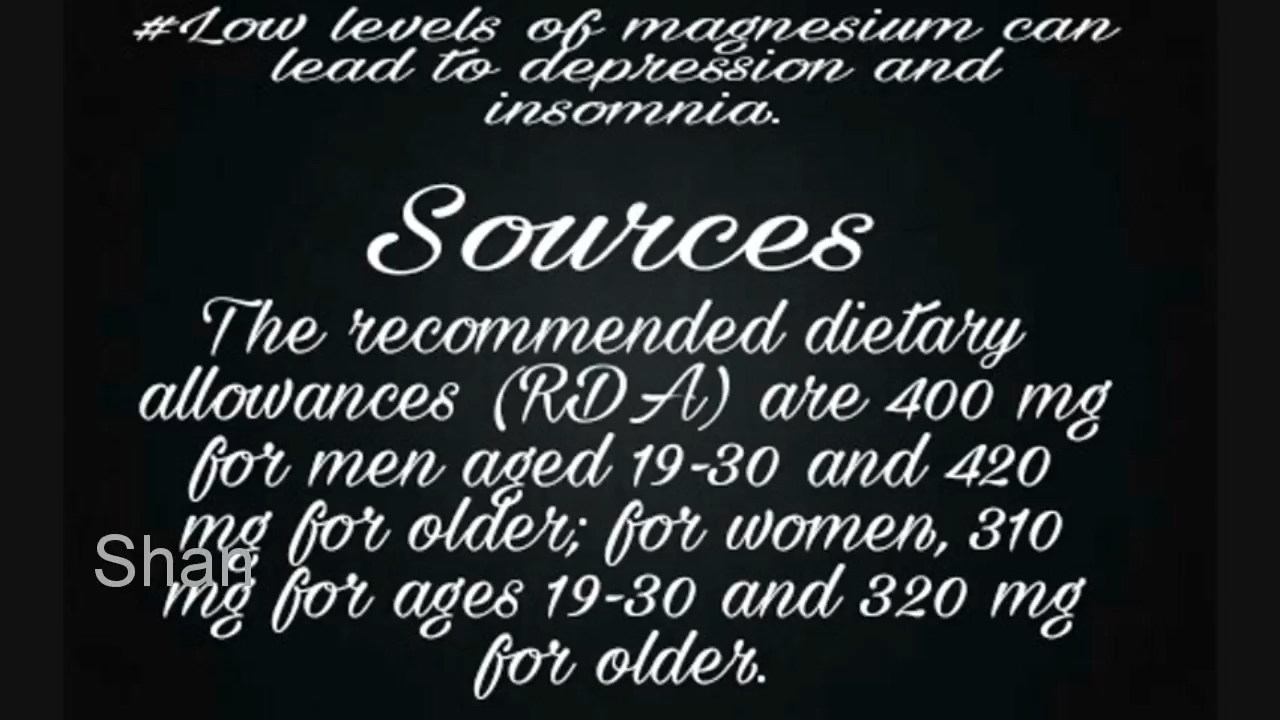 #Low levels of magnesium can
lead to depression and
insomnia.
Sources
The recommended dietary
allowances (RDA) are 400 mg
for men aged 19-30 and 420
mg for older; for women, 310
mg for ages 19-30 and 320 mg
for older.
Shan